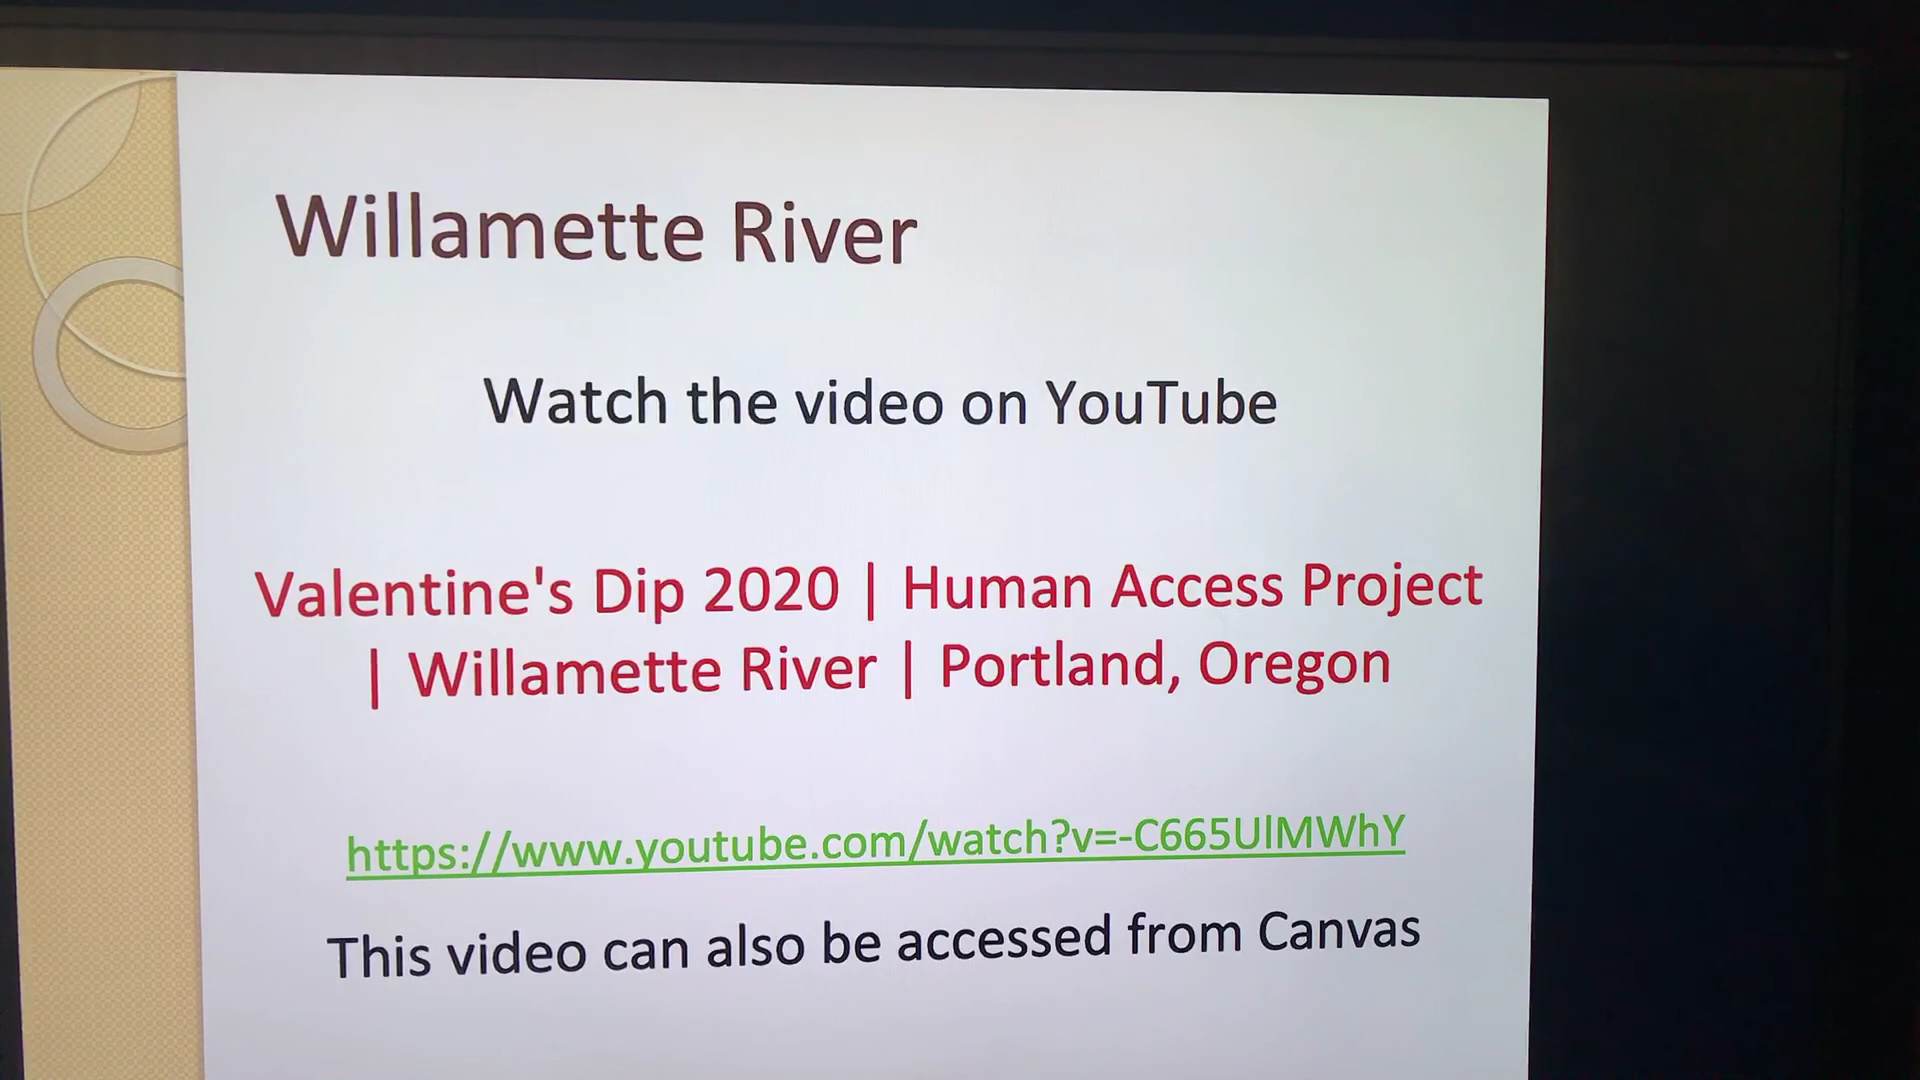 Willamette River
Watch the video on YouTube
Valentine's Dip 2020 | Human Access Project
| Willamette River | Portland, Oregon
https://www.youtube.com/watch?v=-C665UlMWhY
This video can also be accessed from Canvas